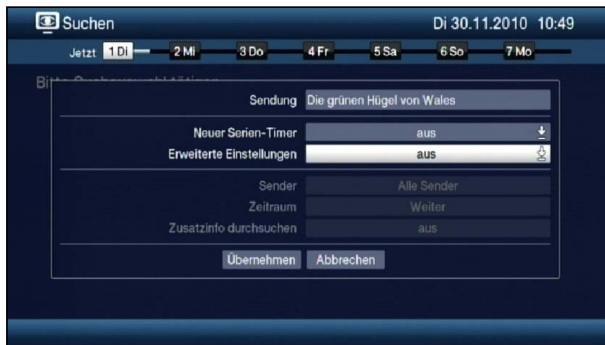 Suchen
Di 30.11.2010 10:49
Jetzt 1 Di 2 Mi 3 Do 4 Fr 5 Sa 6 So 7 Mo
Sendung Die grünen Hügel von Wales
Neuer Serien-Timer aus
Erweiterte Einstellungen aus
Sender Alle Sender
Zeitraum Weiter
Zusatzinfo durchsuchen aus
Übernehmen Abbrechen